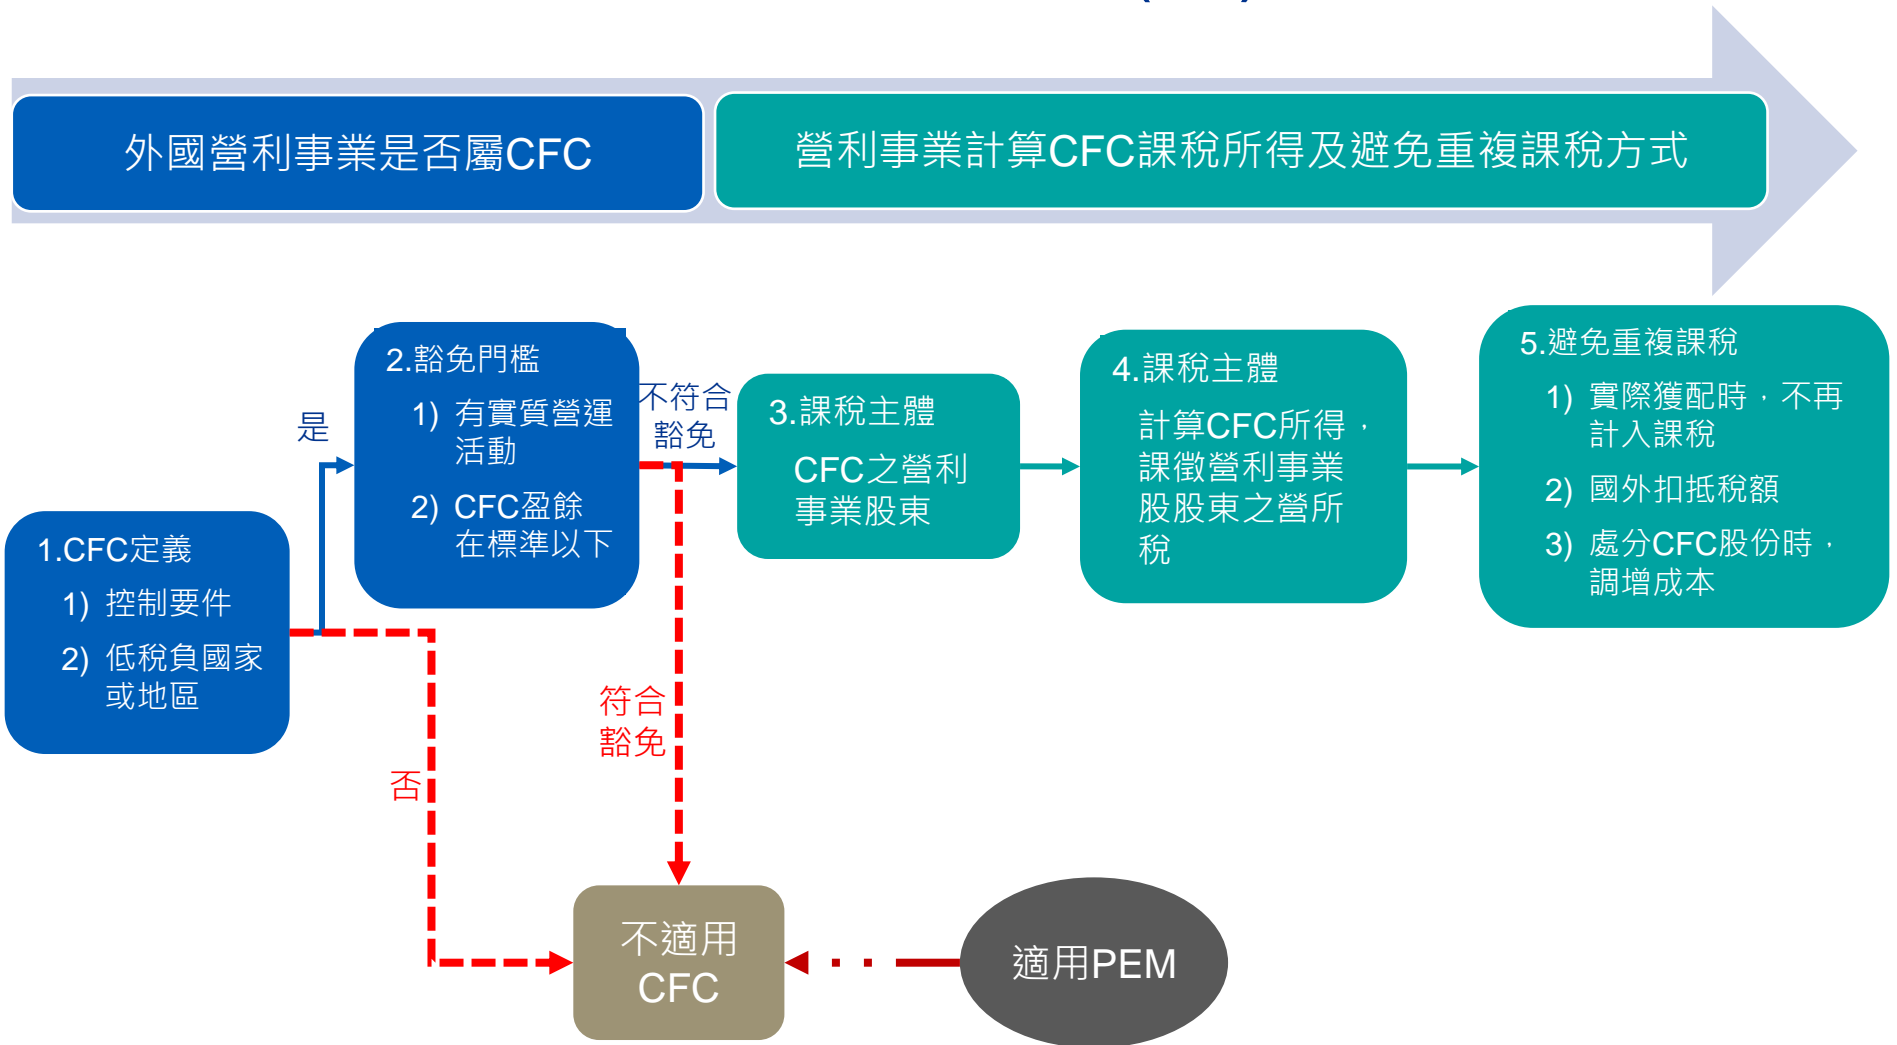 外國營利事業是否屬CFC
營利事業計算CFC課稅所得及避免重複課稅方式
1.CFC定義
1) 控制要件
2) 低稅負國家
或地區
是
否
2.豁免門檻
1) 有實質營運
活動
2) CFC盈餘
在標準以下
不符合
豁免
符合
豁免
3.課稅主體
CFC之營利
事業股東
4.課稅主體
計算CFC所得，
課徵營利事業
股股東之營所
稅
5.避免重複課稅
1) 實際獲配時，不再
計入課稅
2) 國外扣抵稅額
3) 處分CFC股份時，
調增成本
不適用
CFC
適用PEM